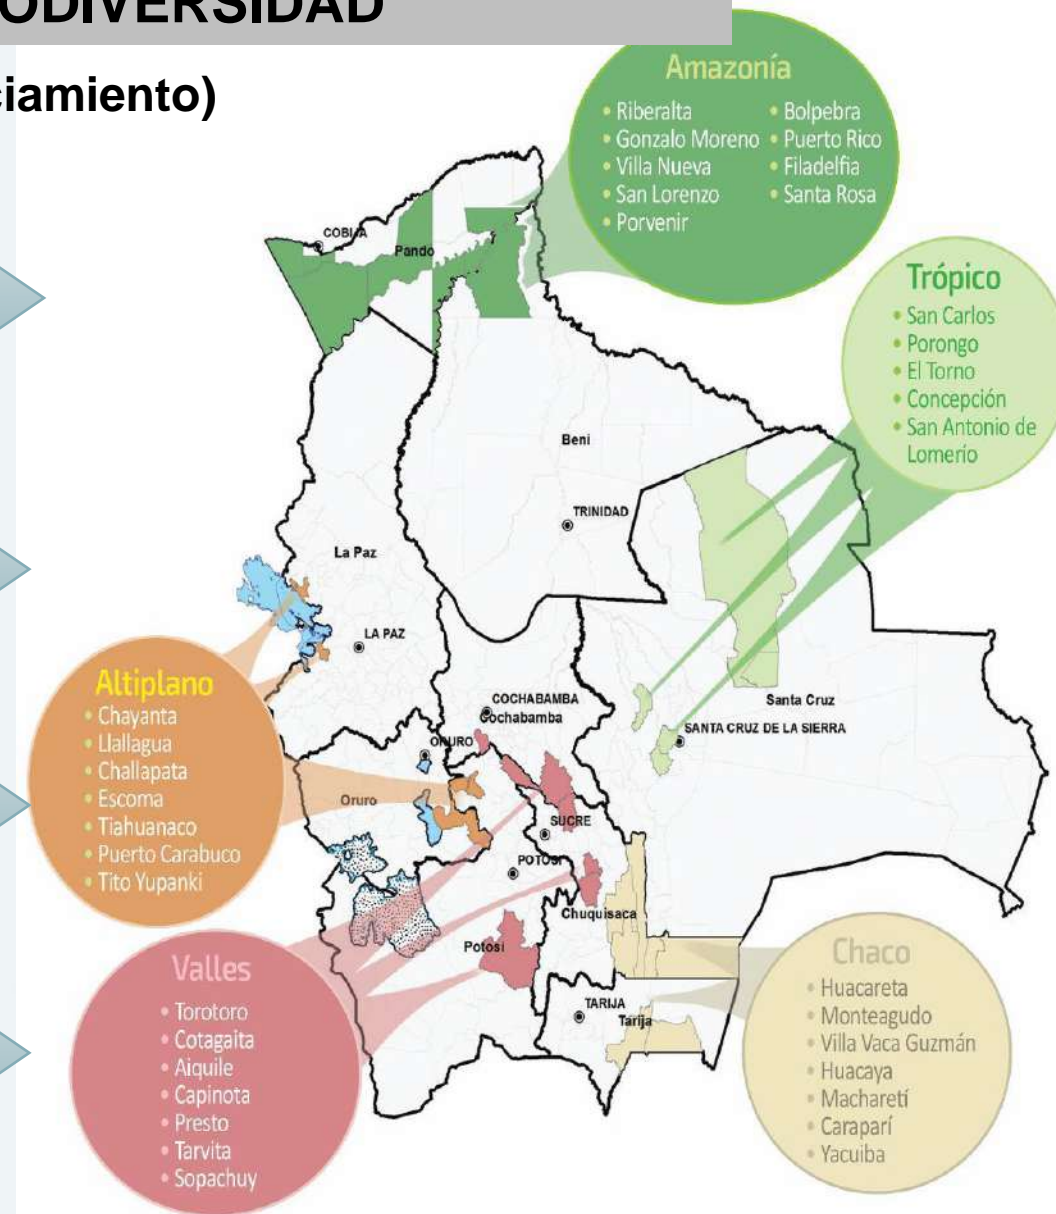 ODIVERSIDAD
ciamiento)
Amazonía
• Riberalta
• Gonzalo Moreno
• Villa Nueva
• San Lorenzo
• Porvenir
• Bolpebra
• Puerto Rico
• Filadelfia
• Santa Rosa
Trópico
• San Carlos
• Porongo
• El Torno
• Concepción
• San Antonio de
Lomerío
COBIJA
Pando
Beni
TRINIDAD
La Paz
LA PAZ
COCHABAMBA
Cochabamba
Santa Cruz
SANTA CRUZ DE LA SIERRA
ORURO
Oruro
SUCRE
POTOSI
Chuquisaca
Potosi
TARIJA
Tarija
Altiplano
• Chayanta
• Llallagua
• Challapata
• Escoma
• Tiahuanaco
• Puerto Carabuco
• Tito Yupanki
Valles
• Torotoro
• Cotagaita
• Aiquile
• Capinota
• Presto
• Tarvita
• Sopachuy
Chaco
• Huacareta
• Monteagudo
• Villa Vaca Guzmán
• Huacaya
• Macharetí
• Caraparí
• Yacuiba